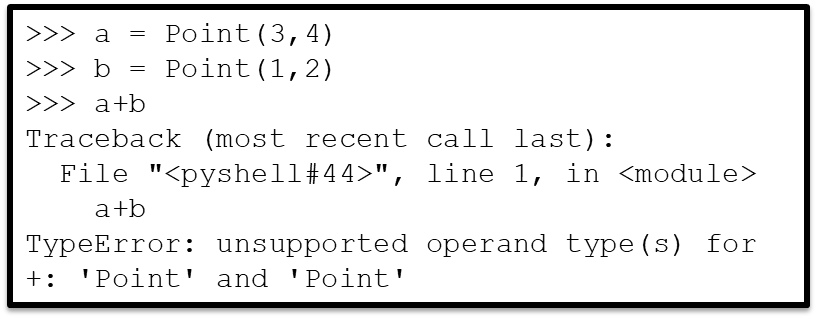 >>> a = Point(3,4)
>>> b = Point(1,2)
>>> a+b
Traceback (most recent call last):
  File "<pyshell#44>", line 1, in <module>
    a+b
TypeError: unsupported operand type(s) for
+: 'Point' and 'Point'